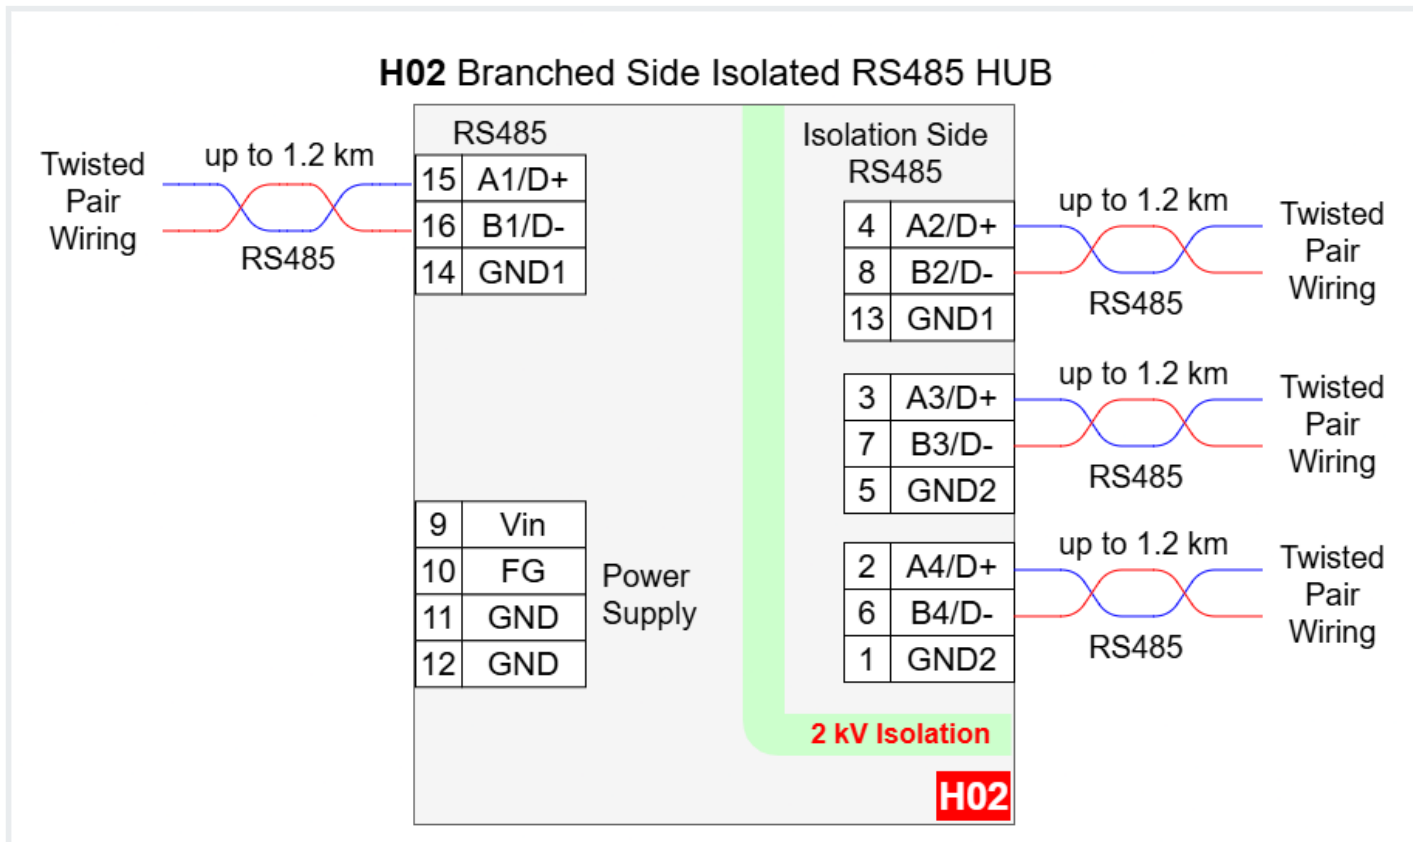 H02 Branched Side Isolated RS485 HUB
RS485
Twisted
Pair
Wiring
up to 1.2 km
RS485
15 A1/D+
16 B1/D-
14 GND1
9 Vin
10 FG
11 GND
12 GND
Power
Supply
Isolation Side
RS485
4 A2/D+
8 B2/D-
13 GND1
up to 1.2 km
RS485
Twisted
Pair
Wiring
3 A3/D+
7 B3/D-
5 GND2
up to 1.2 km
RS485
Twisted
Pair
Wiring
2 A4/D+
6 B4/D-
1 GND2
up to 1.2 km
RS485
Twisted
Pair
Wiring
2 kV Isolation
H02